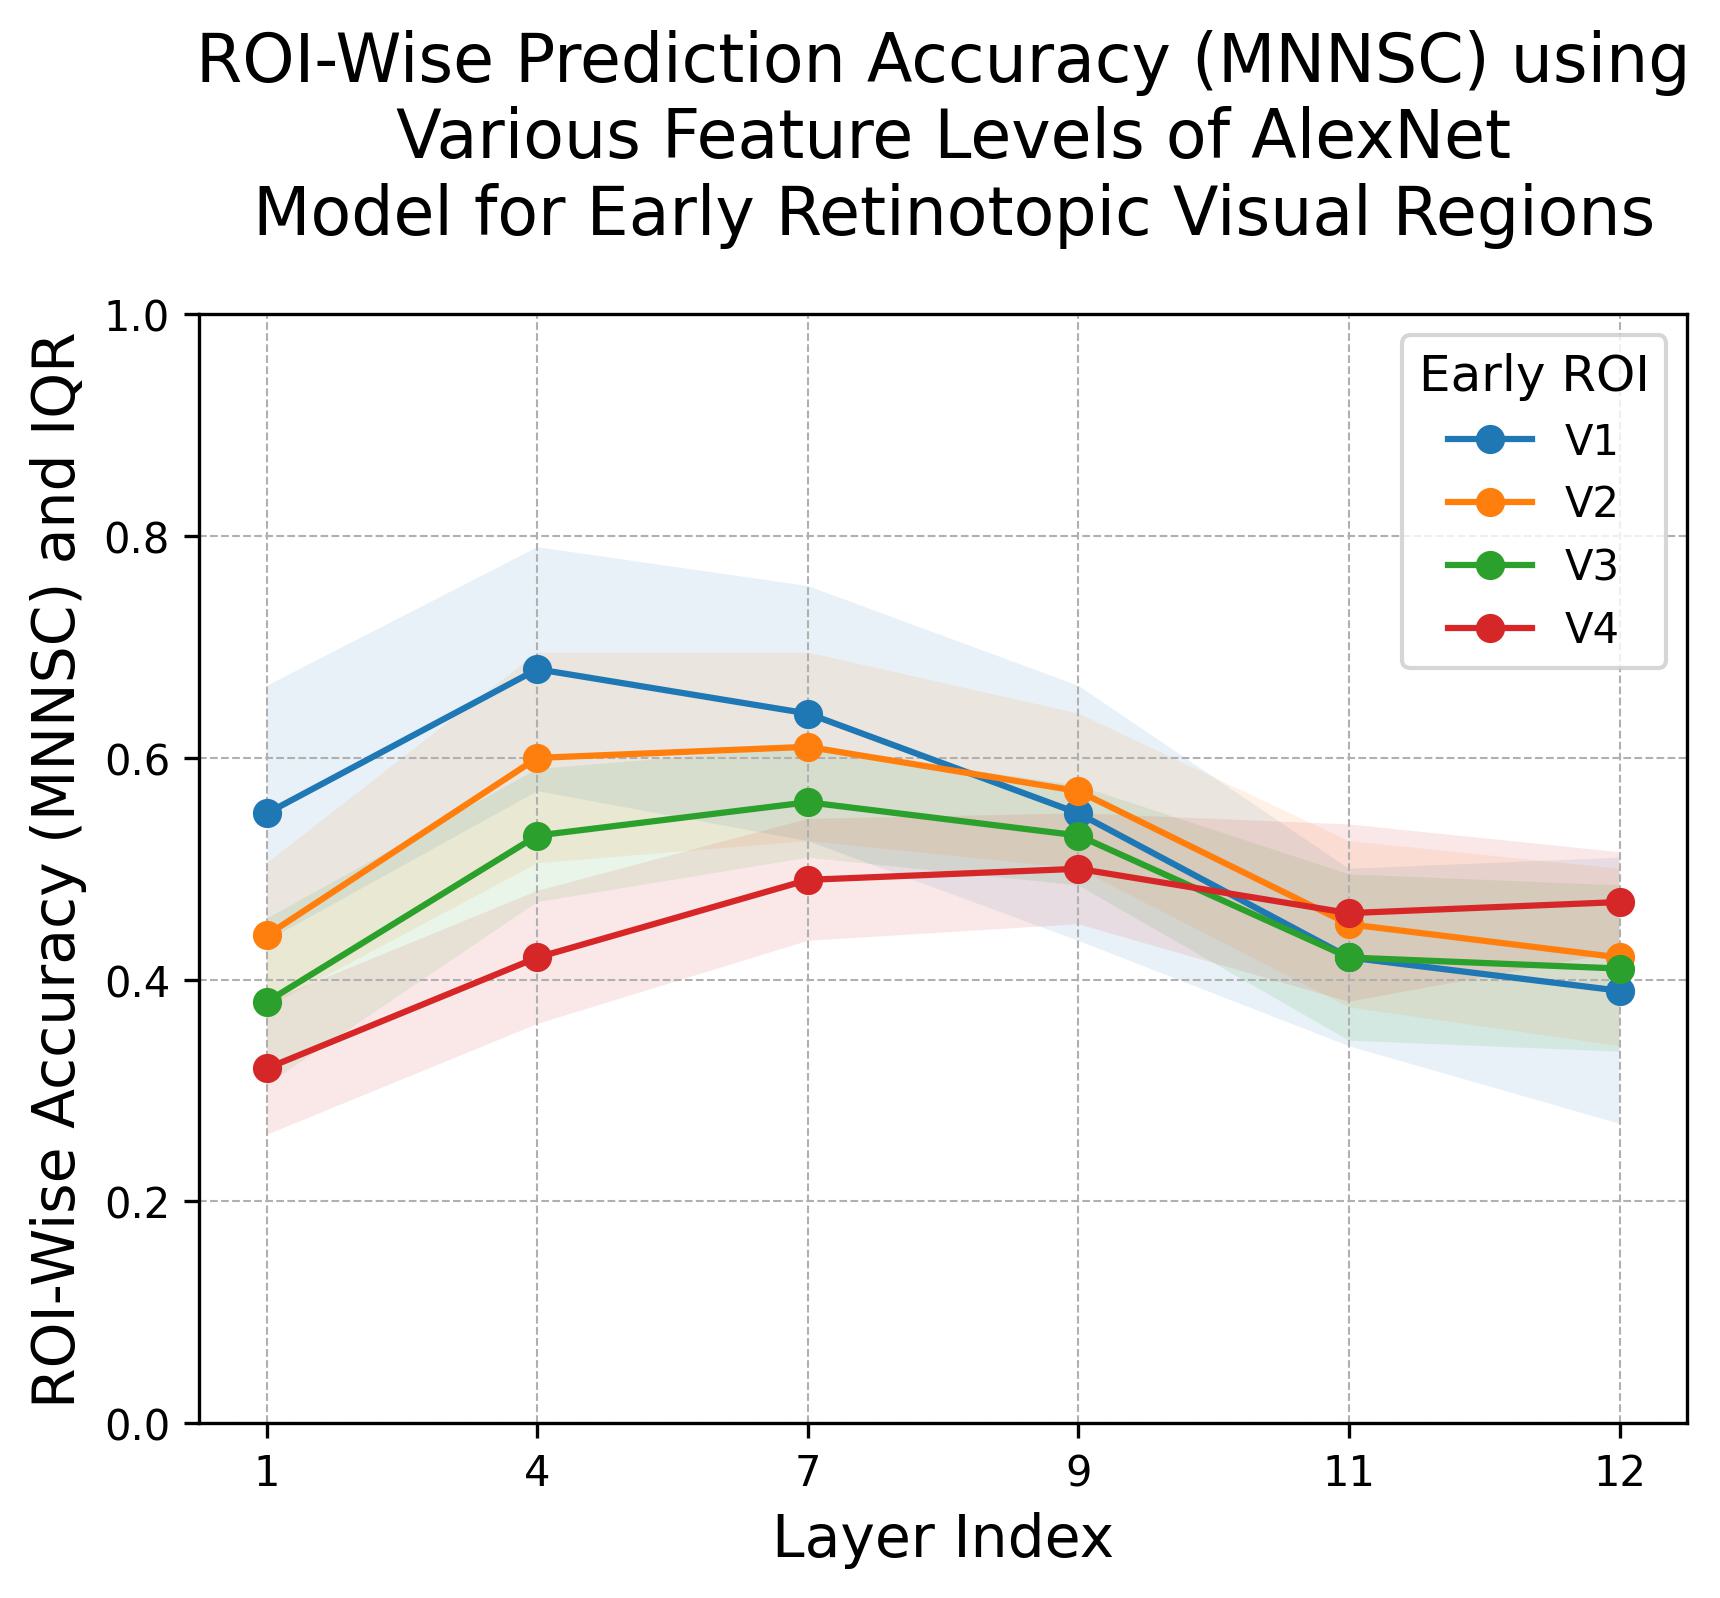 ROI-Wise Prediction Accuracy (MNNSC) using
Various Feature Levels of AlexNet
Model for Early Retinotopic Visual Regions
ROI-Wise Accuracy (MNNSC) and IQR
1.0
0.8
0.6
0.4
0.2
0.0
Early ROI
V1
V2
V3
V4
1 4 7 9 11 12
Layer Index